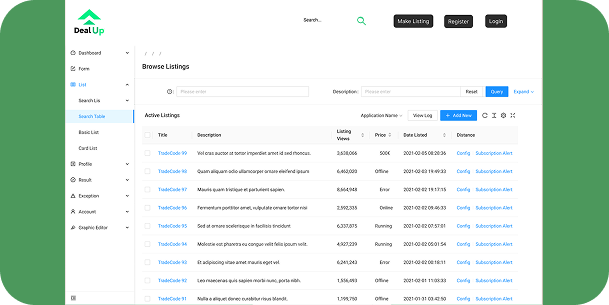 Deal Up
Search...
Make Listing
Register
Login
Dashboard
Form
List
Search Lis
Search Table
Basic List
Card List
Profile
Result
Exception
Account
Graphic Editor
/ / /
Browse Listings
: Please enter
Description: Please enter
Reset
Query
Expand
Active Listings
Application Name
View Log
+ Add New
Title Description Listing Views Price Date Listed Distance
TradeCode 99 Vel cras auctor at tortor imperdiet amet id sed rhoncus. 3,638,066 500€ 2021-02-05 08:28:36 Config Subscription Alert
TradeCode 98 Quam aliquam odio ullamcorper ornare eleifend ipsum 6,462,020 Offline 2021-02-03 19:49:33 Config Subscription Alert
TradeCode 97 Mauris quam tristique et parturient sapien. 8,664,948 Error 2021-02-02 19:17:15 Config Subscription Alert
TradeCode 96 Fermentum porttitor amet, vulputate ornare tortor nisi 2,592,335 Online 2021-02-02 09:46:33 Config Subscription Alert
TradeCode 95 Sed at ornare scelerisque in facilisis tincidunt 6,337,875 Running 2021-02-02 07:57:01 Config Subscription Alert
TradeCode 94 Molestie est pharetra eu congue velit felis ipsum velit. 4,927,239 Running 2021-02-02 05:01:54 Config Subscription Alert
TradeCode 93 Et adipiscing vitae amet mauris eget vel. 6,241,243 Error 2021-02-02 00:18:11 Config Subscription Alert
TradeCode 92 Leo maecenas quis sapien morbi nunc, porta nibh. 1,556,493 Offline 2021-02-01 11:03:33 Config Subscription Alert
TradeCode 91 Nulla a aliquet donec curabitur risus blandit. 1,199,750 Offline 2021-01-31 03:42:50 Config Subscription Alert